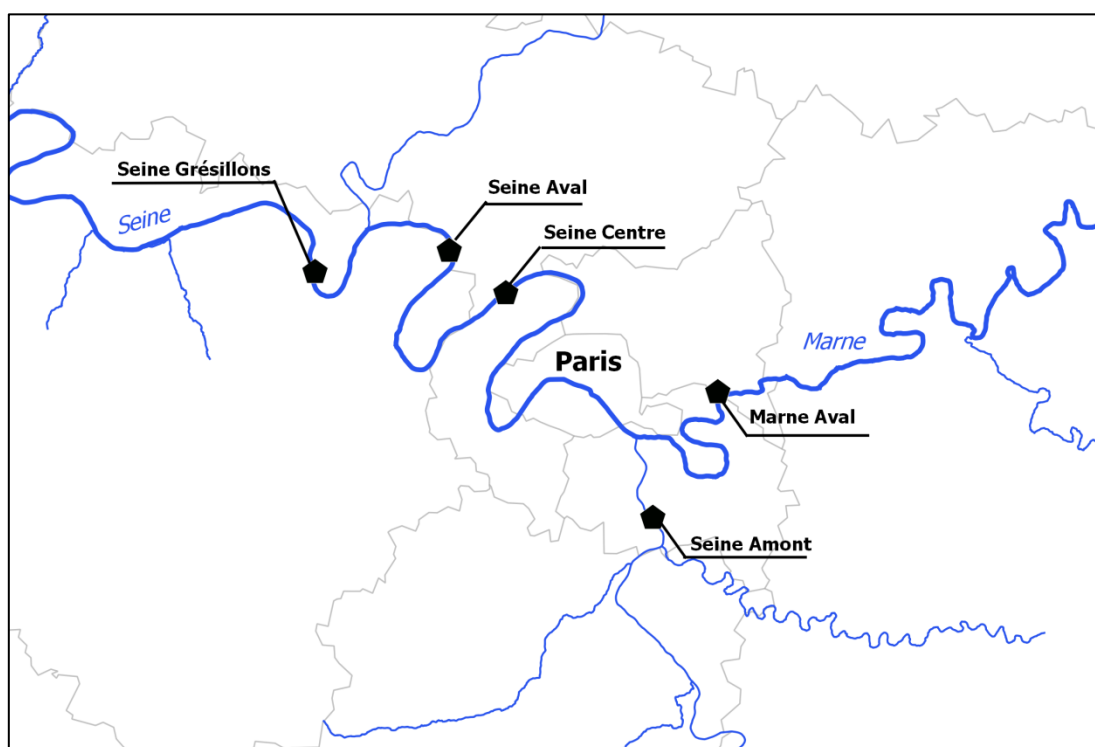 Seine Grésillons
Seine Aval
Seine
Seine Centre
Marne
Paris
Marne Aval
Seine Amont